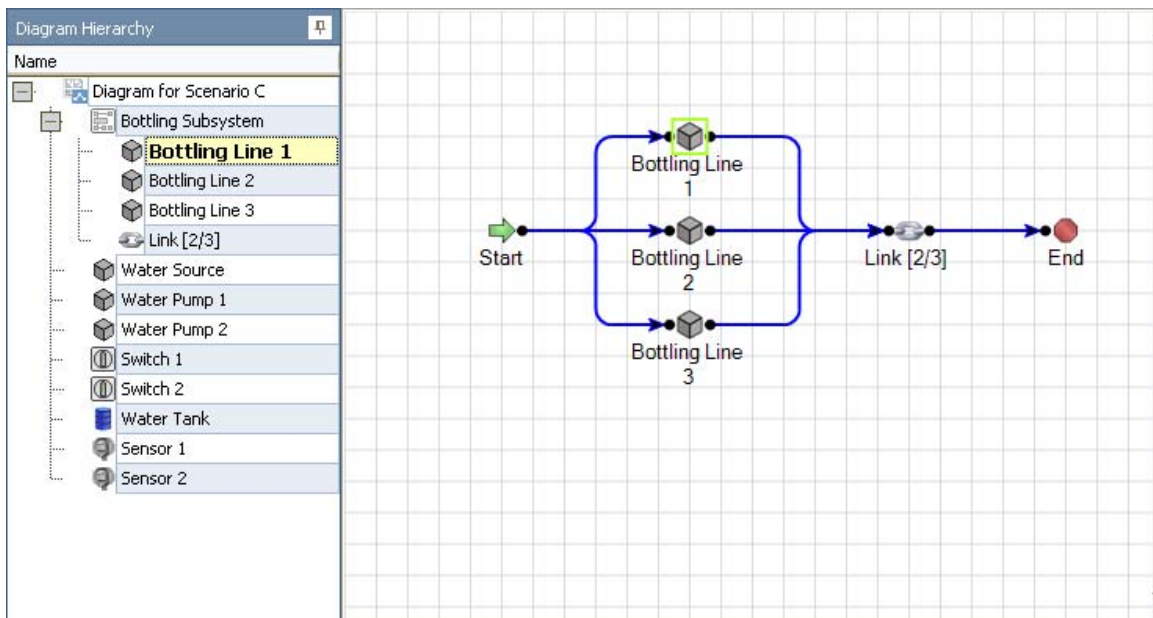 Diagram Hierarchy
Name
Diagram for Scenario C
Bottling Subsystem
Bottling Line 1
Bottling Line 2
Bottling Line 3
Link [2/3]
Water Source
Water Pump 1
Water Pump 2
Switch 1
Switch 2
Water Tank
Sensor 1
Sensor 2
Start
Bottling Line
1
Bottling Line
2
Bottling Line
3
Link [2/3]
End